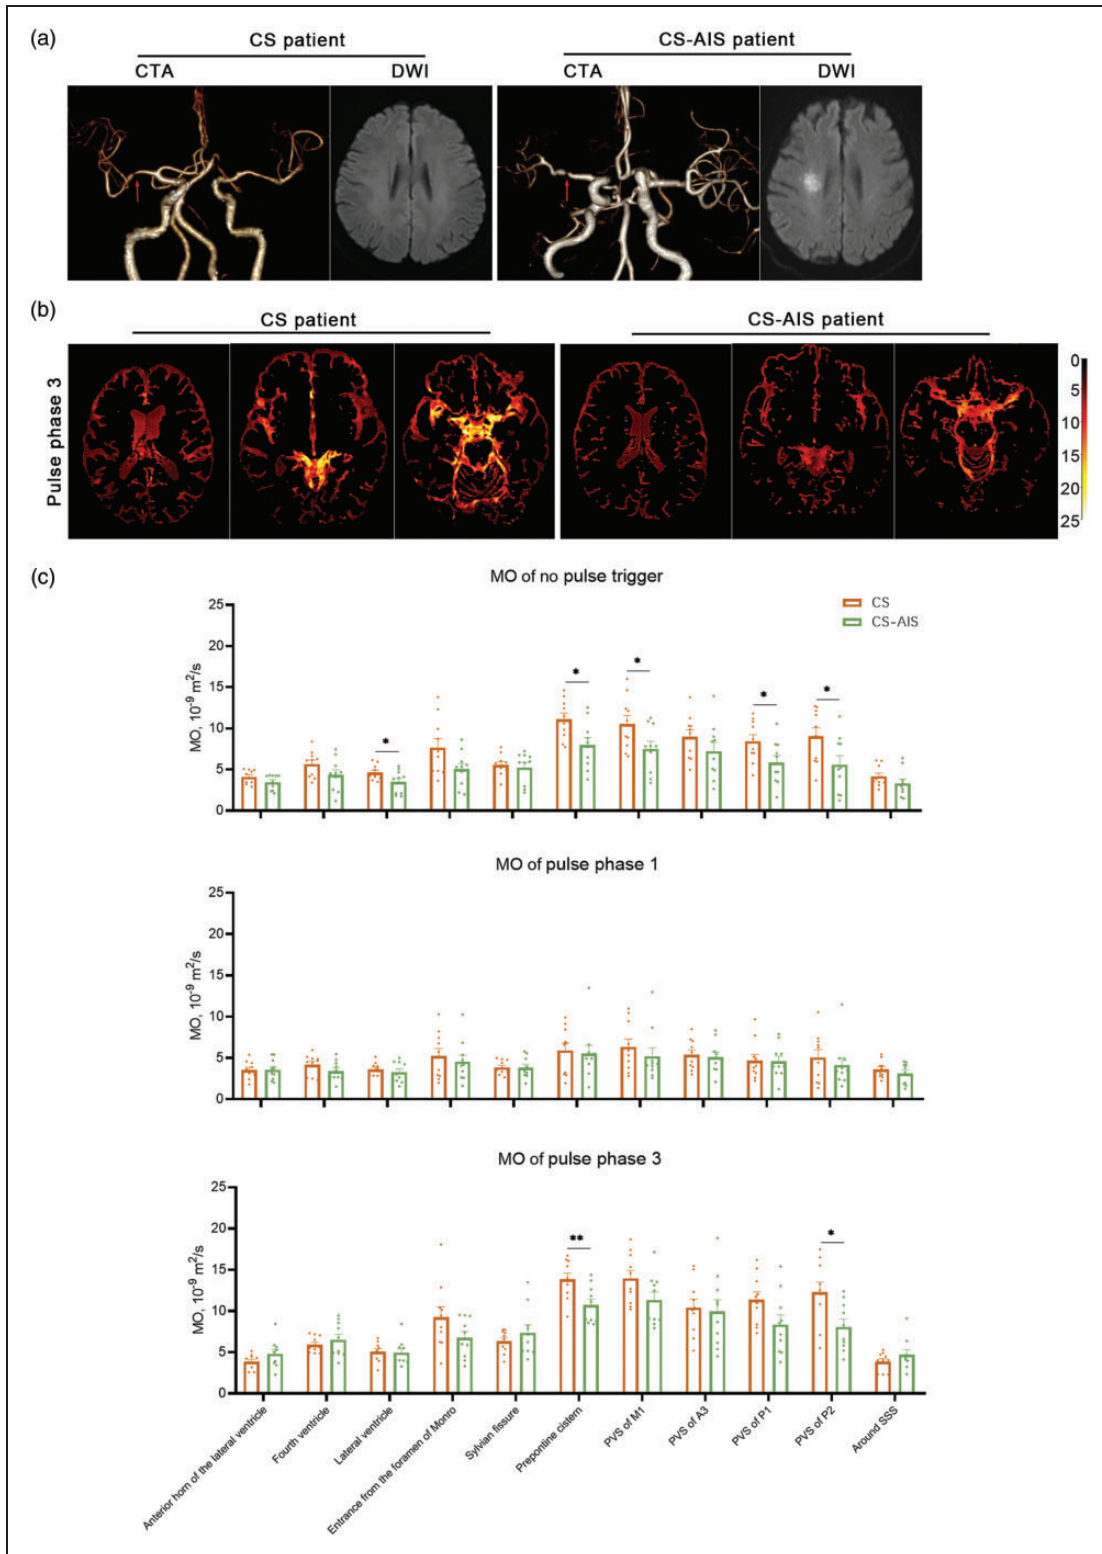 (a)
CS patient
CS-AIS patient
CTA
DWI
CTA
DWI
(b)
CS patient
CS-AIS patient
Pulse phase 3
0
5
10
15
20
25
(c)
MO of no pulse trigger
CS
CS-AIS
MO, 10⁻⁹ m²/s
25
20
15
10
5
0
*
*
*
*
*
MO of pulse phase 1
MO, 10⁻⁹ m²/s
25
20
15
10
5
0
MO of pulse phase 3
MO, 10⁻⁹ m²/s
25
20
15
10
5
0
**
*
Anterior horn of the lateral ventricle
Fourth ventricle
Lateral ventricle
Entrance from the foramen of Monro
Sylvian fissure
Prepontine cistern
PVS of M1
PVS of A3
PVS of P1
PVS of P2
Around SSS